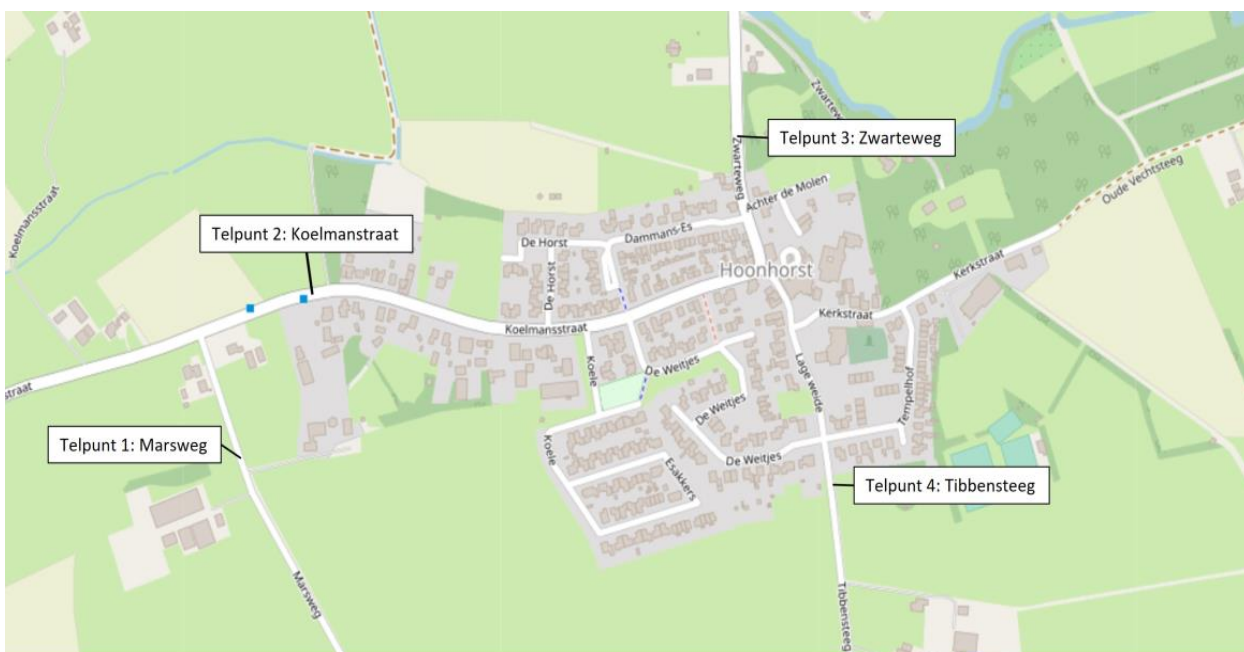 Zwartew
Telpunt 3: Zwarteweg
Zwarteweg
Achter de Molen
Oude Vechtsteeg
Koelmansstraat
Telpunt 2: Koelmanstraat
De Horst
Dammans-Es
De Horst
Hoonhorst
Kerkstraat
Kerkstraat
Koelmansstraat
straat
Koele
De Weitjes
Lage weide
Tempelhof
De Weitjes
Telpunt 1: Marsweg
Koele
De Weitjes
Esakkers
Telpunt 4: Tibbensteeg
Marsweg
Tibbensteeg